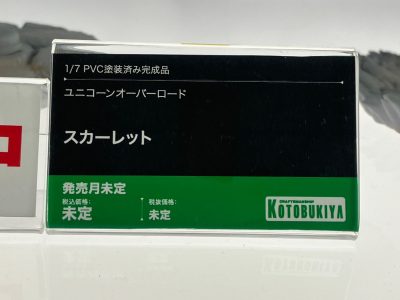 1/7 PVC塗装済み完成品
ユニコーンオーバーロード
スカーレット
発売月未定
税込価格: 税抜価格:
未定 未定
CRAFTSMANSHIP
KOTOBUKIYA